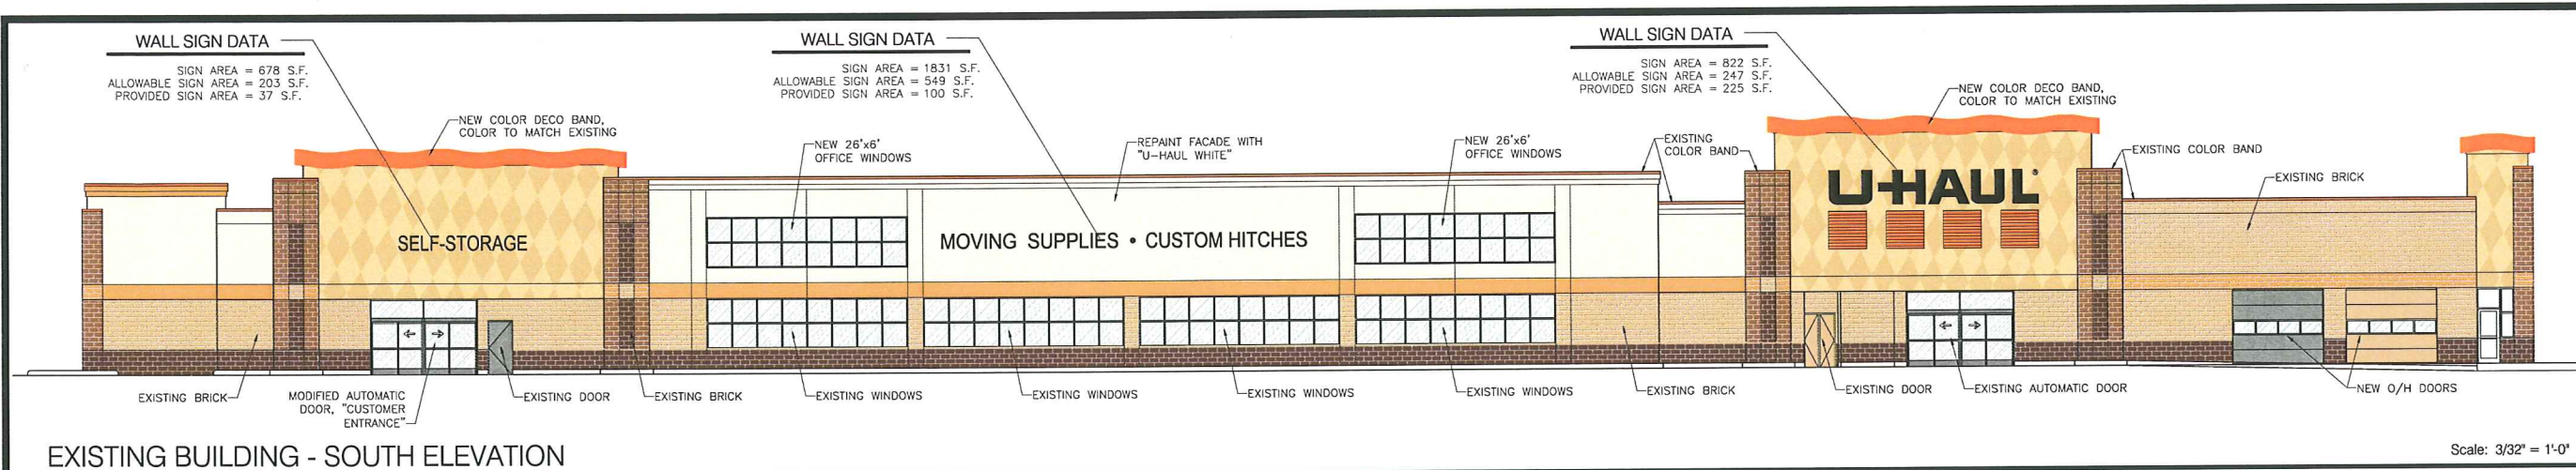 WALL SIGN DATA
SIGN AREA = 678 S.F.
ALLOWABLE SIGN AREA = 203 S.F.
PROVIDED SIGN AREA = 37 S.F.
WALL SIGN DATA
SIGN AREA = 1831 S.F.
ALLOWABLE SIGN AREA = 549 S.F.
PROVIDED SIGN AREA = 100 S.F.
WALL SIGN DATA
SIGN AREA = 822 S.F.
ALLOWABLE SIGN AREA = 247 S.F.
PROVIDED SIGN AREA = 225 S.F.
NEW COLOR DECO BAND,
COLOR TO MATCH EXISTING
NEW 26'x6'
OFFICE WINDOWS
REPAINT FACADE WITH
"U-HAUL WHITE"
NEW 26'x6'
OFFICE WINDOWS
EXISTING
COLOR BAND
NEW COLOR DECO BAND,
COLOR TO MATCH EXISTING
EXISTING COLOR BAND
EXISTING BRICK
SELF-STORAGE
MOVING SUPPLIES • CUSTOM HITCHES
U-HAUL®
EXISTING BRICK
MODIFIED AUTOMATIC
DOOR, "CUSTOMER
ENTRANCE"
EXISTING DOOR
EXISTING BRICK
EXISTING WINDOWS
EXISTING WINDOWS
EXISTING WINDOWS
EXISTING WINDOWS
EXISTING BRICK
EXISTING DOOR
EXISTING AUTOMATIC DOOR
NEW O/H DOORS
EXISTING BUILDING - SOUTH ELEVATION
Scale: 3/32" = 1'-0"